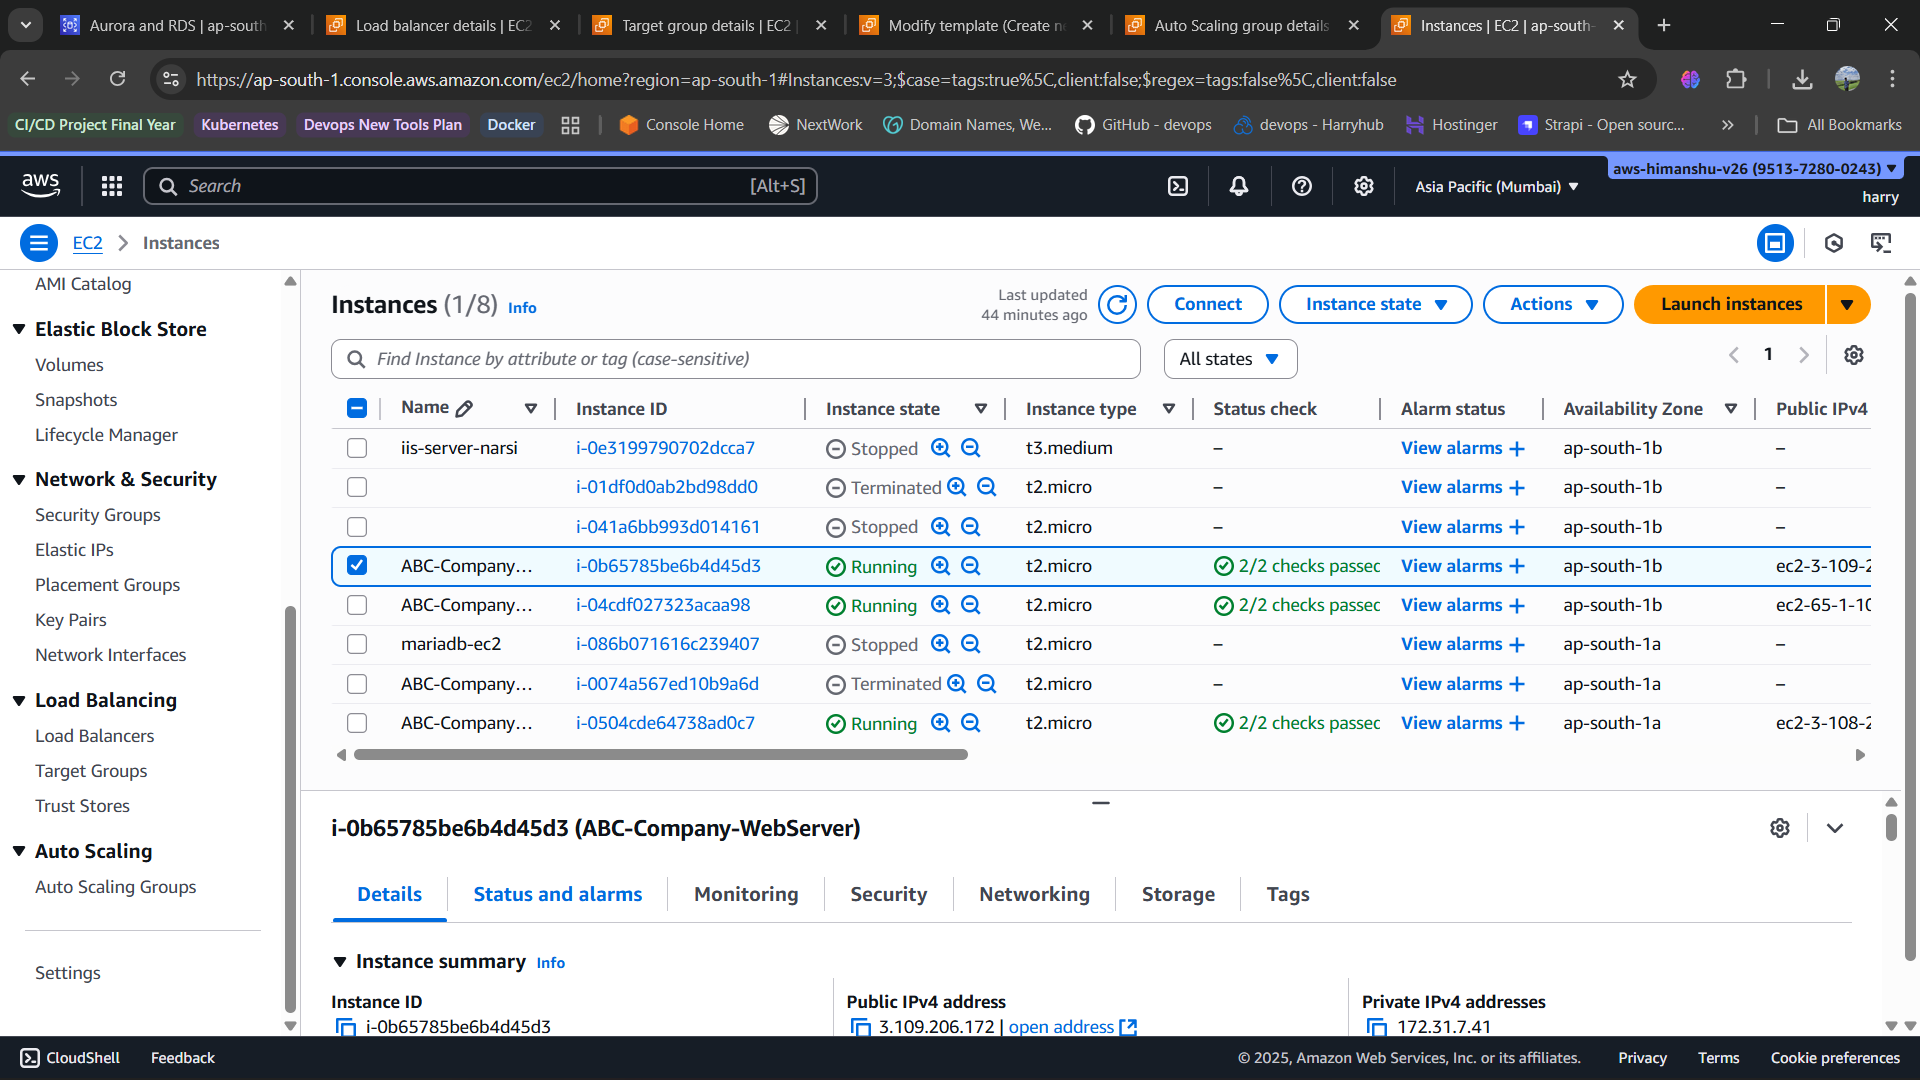 Aurora and RDS | ap-south
Load balancer details | EC2
Target group details | EC2 |
Modify template (Create ne
Auto Scaling group details
Instances | EC2 | ap-south-
https://ap-south-1.console.aws.amazon.com/ec2/home?region=ap-south-1#Instances:v=3;$case=tags:true%5C,client:false;$regex=tags:false%5C,client:false
CI/CD Project Final Year
Kubernetes
Devops New Tools Plan
Docker
Console Home
NextWork
Domain Names, We...
GitHub - devops
devops - Harryhub
Hostinger
Strapi - Open sourc...
All Bookmarks
aws
Search
[Alt+S]
Asia Pacific (Mumbai)
aws-himanshu-v26 (9513-7280-0243)
harry
EC2
Instances
AMI Catalog
Elastic Block Store
Volumes
Snapshots
Lifecycle Manager
Network & Security
Security Groups
Elastic IPs
Placement Groups
Key Pairs
Network Interfaces
Load Balancing
Load Balancers
Target Groups
Trust Stores
Auto Scaling
Auto Scaling Groups
Settings
Instances (1/8) Info
Last updated
44 minutes ago
Connect
Instance state
Actions
Launch instances
Find Instance by attribute or tag (case-sensitive)
All states
1
Name Instance ID Instance state Instance type Status check Alarm status Availability Zone Public IPv4
iis-server-narsi i-0e3199790702dcca7 Stopped t3.medium – View alarms + ap-south-1b –
i-01df0d0ab2bd98dd0 Terminated t2.micro – View alarms + ap-south-1b –
i-041a6bb993d014161 Stopped t2.micro – View alarms + ap-south-1b –
ABC-Company... i-0b65785be6b4d45d3 Running t2.micro 2/2 checks passed View alarms + ap-south-1b ec2-3-109-2
ABC-Company... i-04cdf027323acaa98 Running t2.micro 2/2 checks passed View alarms + ap-south-1b ec2-65-1-10
mariadb-ec2 i-086b071616c239407 Stopped t2.micro – View alarms + ap-south-1a –
ABC-Company... i-0074a567ed10b9a6d Terminated t2.micro – View alarms + ap-south-1a –
ABC-Company... i-0504cde64738ad0c7 Running t2.micro 2/2 checks passed View alarms + ap-south-1a ec2-3-108-2
i-0b65785be6b4d45d3 (ABC-Company-WebServer)
Details
Status and alarms
Monitoring
Security
Networking
Storage
Tags
Instance summary Info
Instance ID
i-0b65785be6b4d45d3
Public IPv4 address
3.109.206.172 | open address
Private IPv4 addresses
172.31.7.41
CloudShell
Feedback
© 2025, Amazon Web Services, Inc. or its affiliates.
Privacy
Terms
Cookie preferences